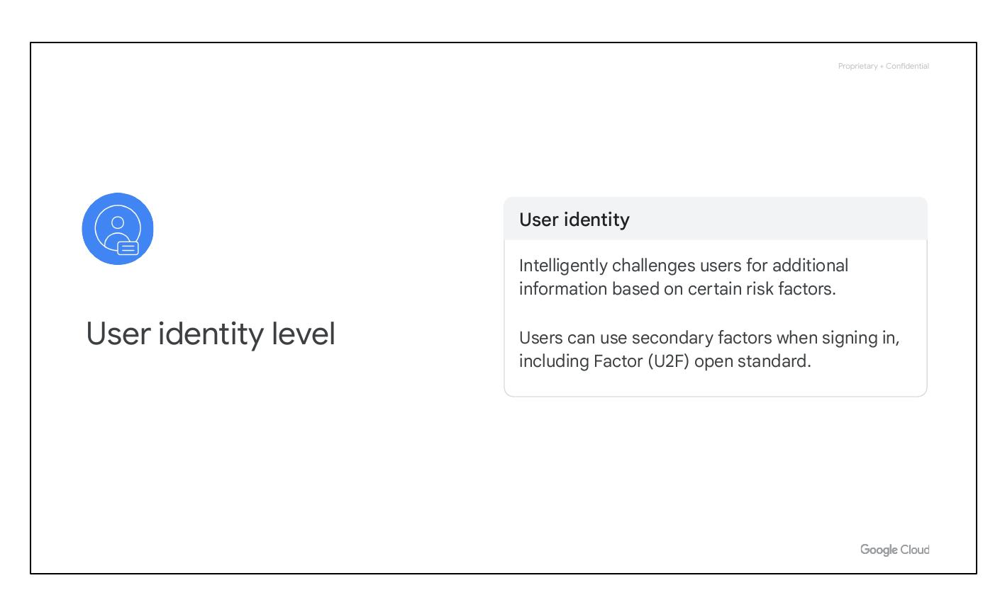 Proprietary + Confidential
User identity level
User identity
Intelligently challenges users for additional
information based on certain risk factors.
Users can use secondary factors when signing in,
including Factor (U2F) open standard.
Google Cloud